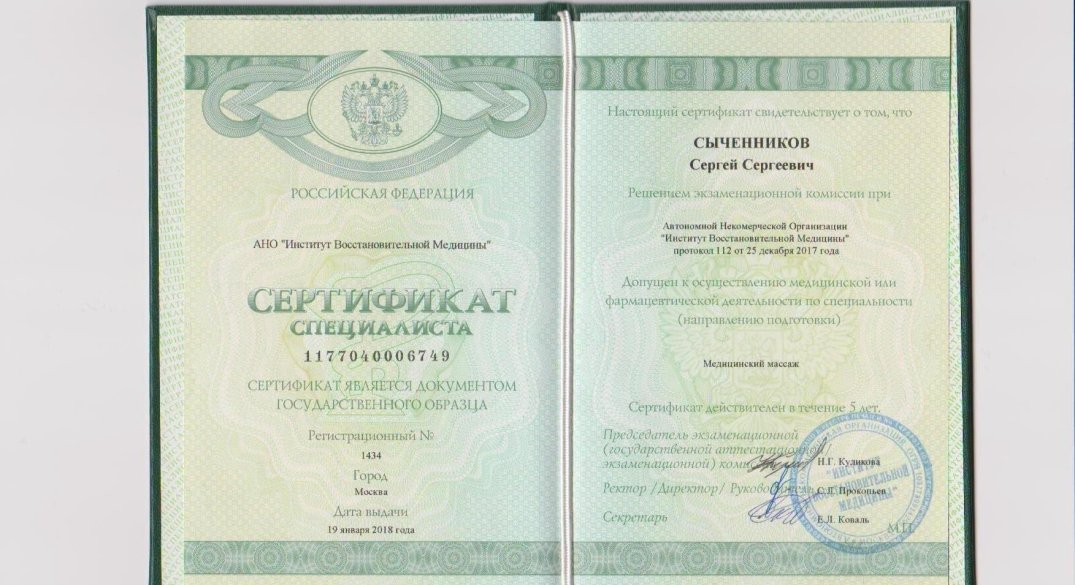 РОССИЙСКАЯ ФЕДЕРАЦИЯ
АНО "Институт Восстановительной Медицины"
СЕРТИФИКАТ
СПЕЦИАЛИСТА
1177040006749
СЕРТИФИКАТ ЯВЛЯЕТСЯ ДОКУМЕНТОМ
ГОСУДАРСТВЕННОГО ОБРАЗЦА
Регистрационный №
1434
Город
Москва
Дата выдачи
19 января 2018 года
Настоящий сертификат свидетельствует о том, что
СЫЧЕННИКОВ
Сергей Сергеевич
Решением экзаменационной комиссии при
Автономной Некомерческой Организации
"Институт Восстановительной Медицины"
протокол 112 от 25 декабря 2017 года
Допущен к осуществлению медицинской или
фармацевтической деятельности по специальности
(направлению подготовки)
Медицинский массаж
Сертификат действителен в течение 5 лет.
Председатель экзаменационной
(государственной аттестационной/
экзаменационной) Н.Г. Куликова
Ректор /Директор/ С.Л. Прокопьев
Секретарь Е.Л. Коваль
М.П.
"ИНСТИТУТ
ВОССТАНОВИТЕЛЬНОЙ
МЕДИЦИНЫ"